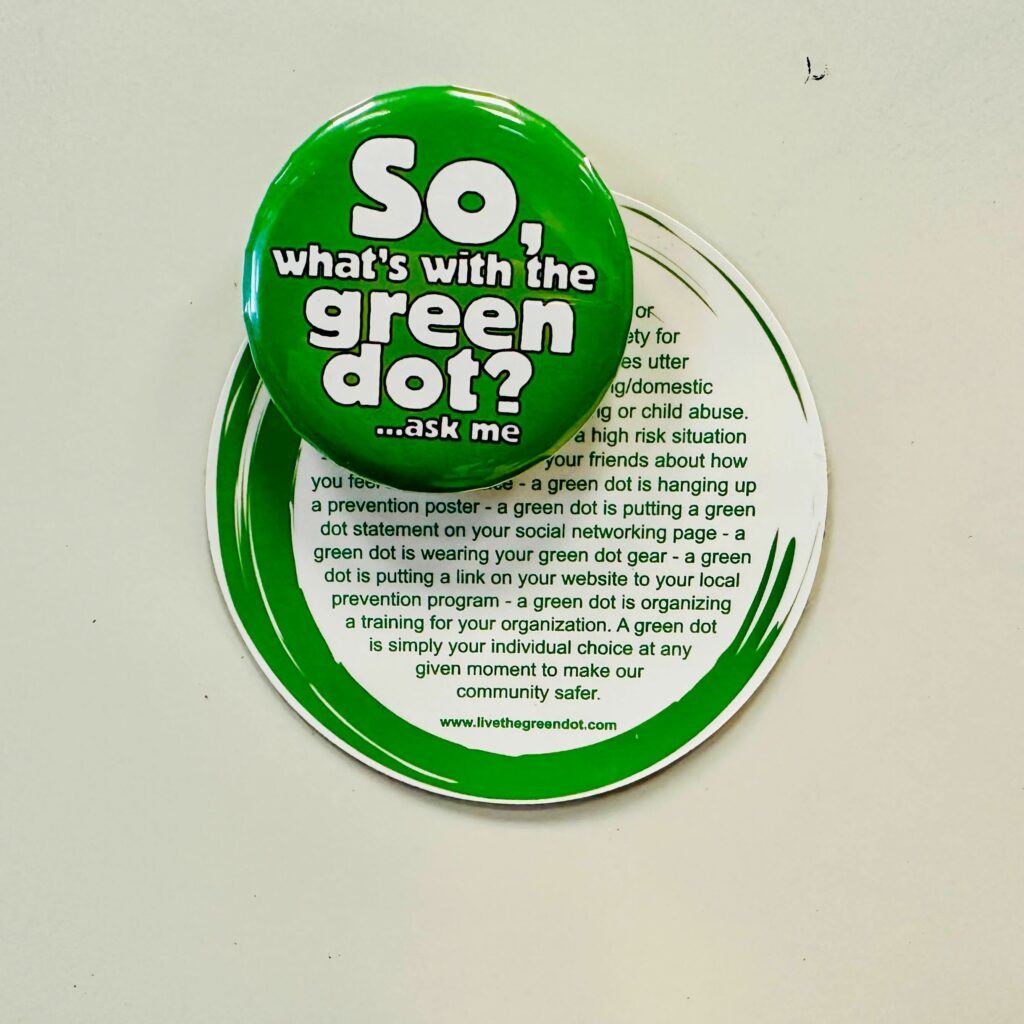 So,
what's with the
green
dot?
...ask me
or
for
utter
domestic
or child abuse.
a high risk situation
your friends about how
you
- a green dot is hanging up
a prevention poster - a green dot is putting a green
dot statement on your social networking page - a
green dot is wearing your green dot gear - a green
dot is putting a link on your website to your local
prevention program - a green dot is organizing
a training for your organization. A green dot
is simply your individual choice at any
given moment to make our
community safer.
www.livethegreendot.com